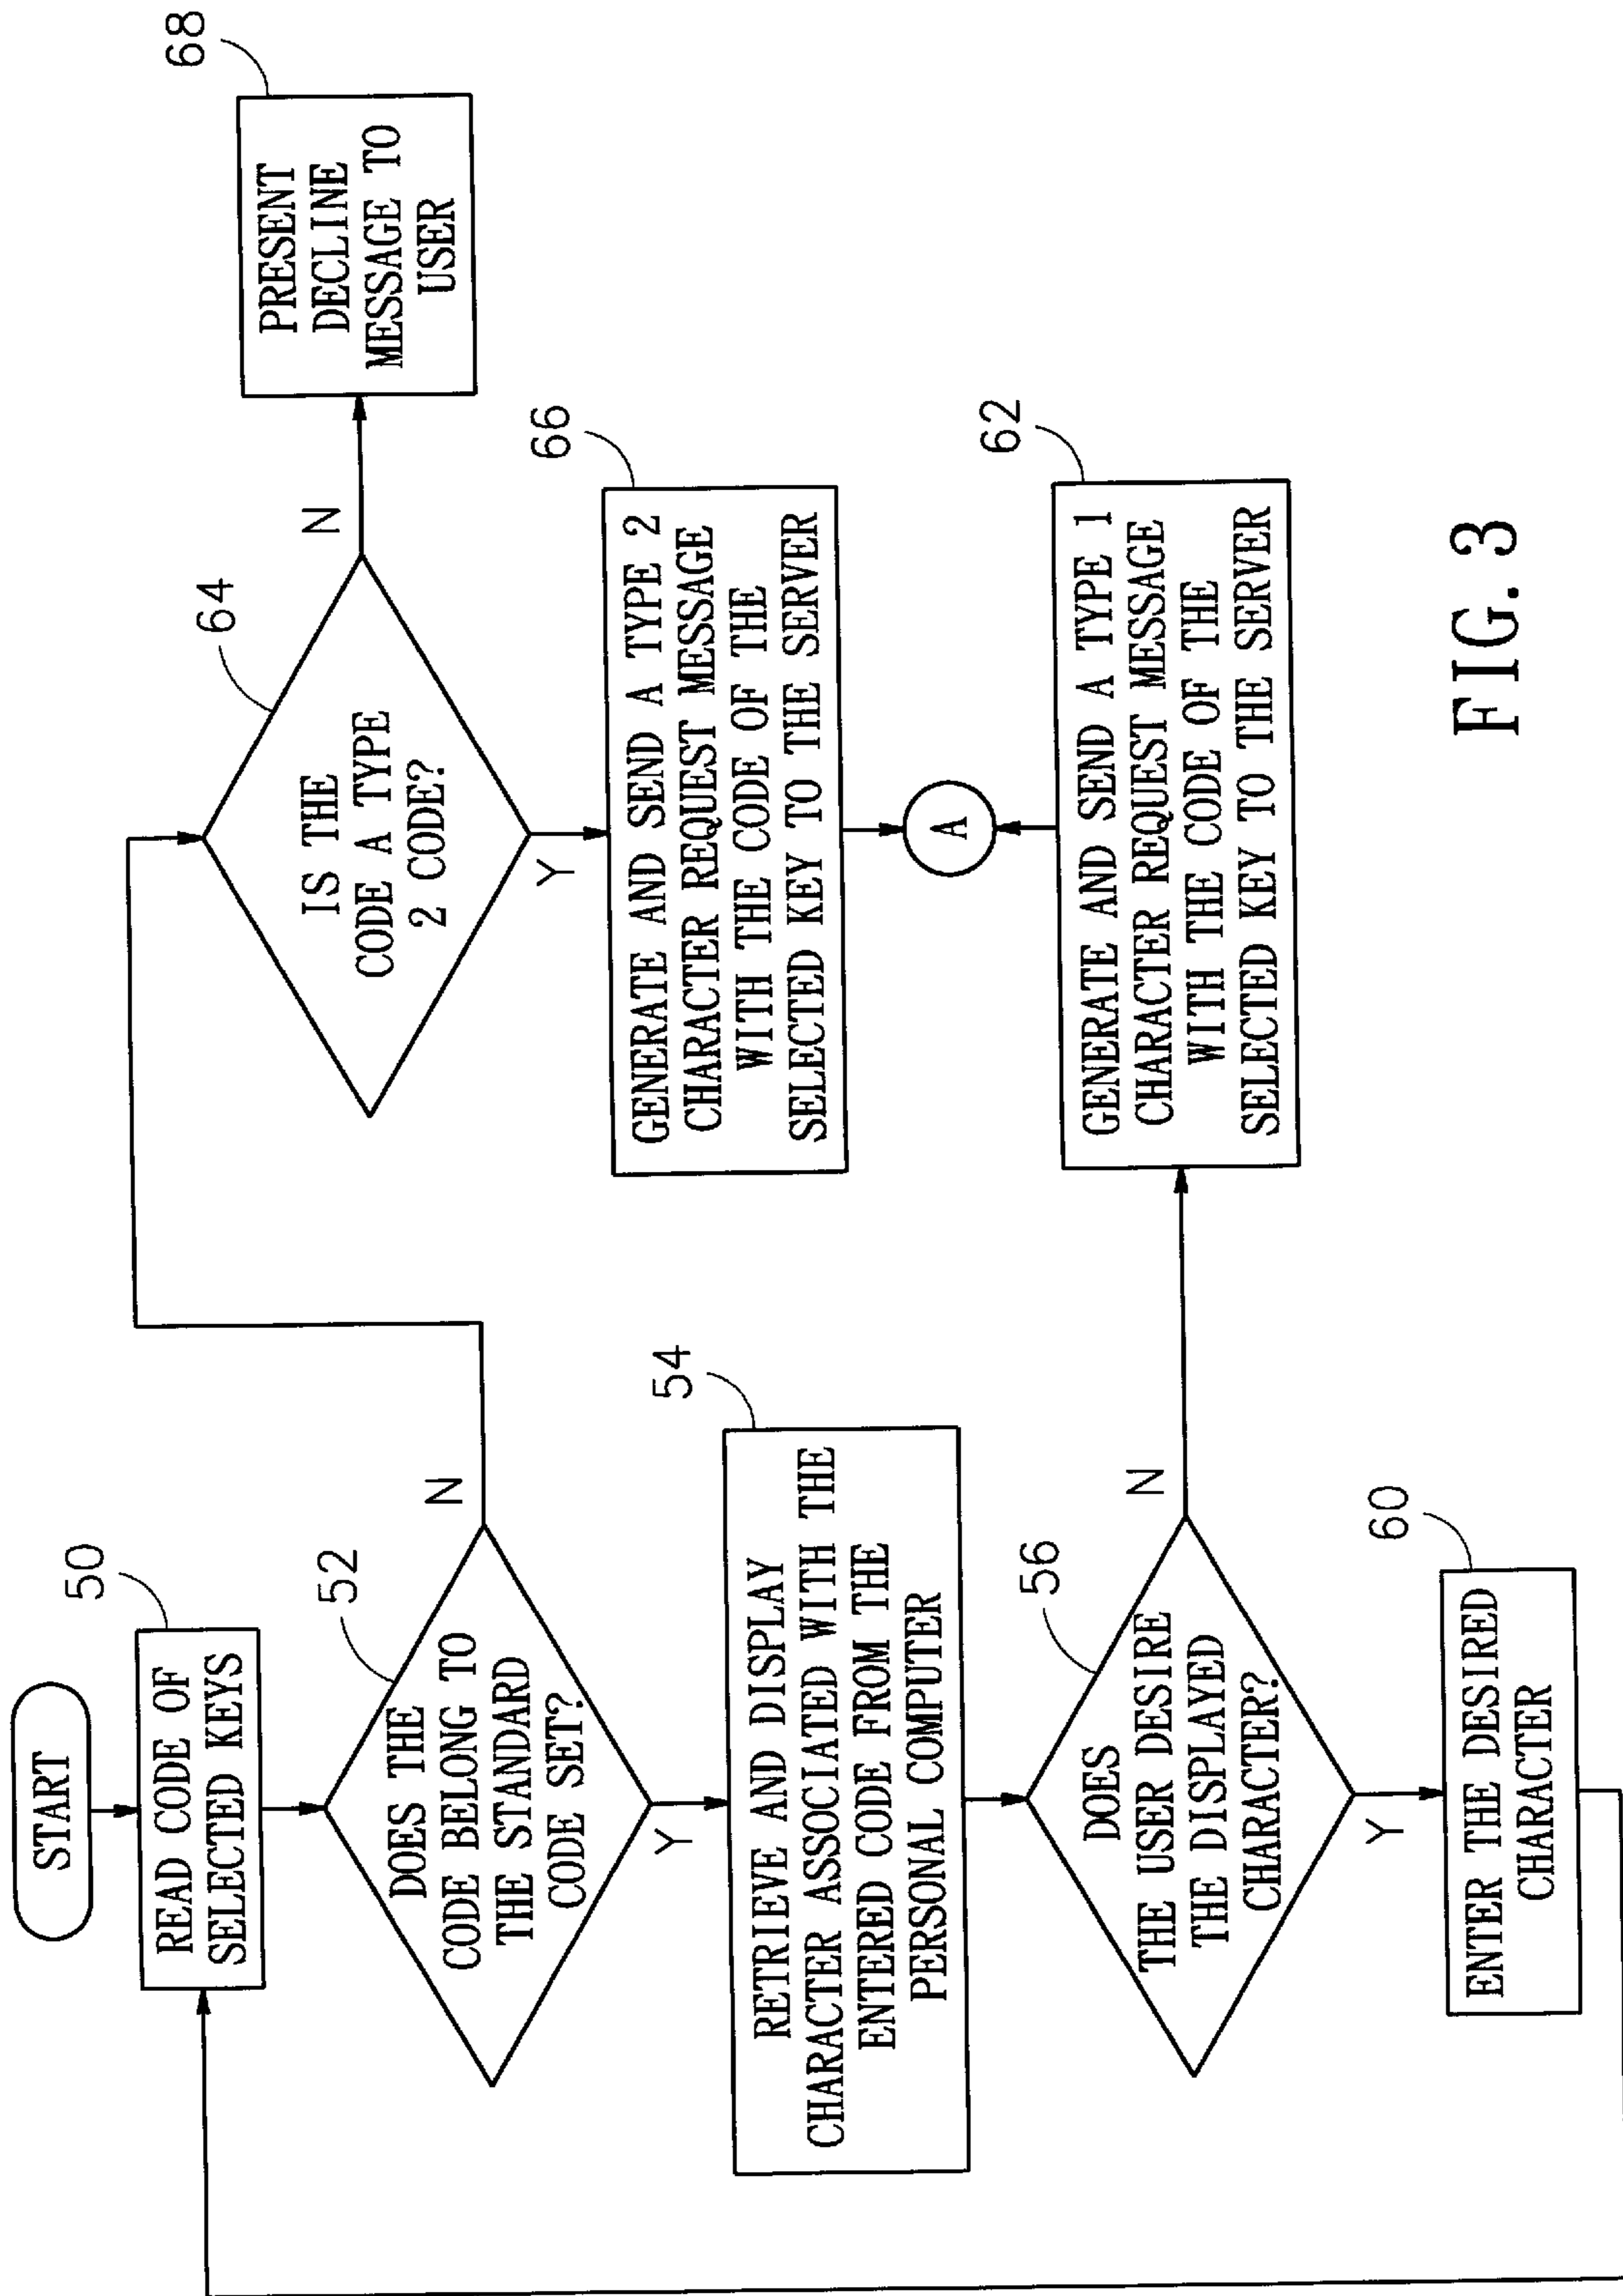 START
50
READ CODE OF
SELECTED KEYS
52
DOES THE
CODE BELONG TO
THE STANDARD
CODE SET?
N
Y
54
RETRIEVE AND DISPLAY
CHARACTER ASSOCIATED WITH THE
ENTERED CODE FROM THE
PERSONAL COMPUTER
56
DOES
THE USER DESIRE
THE DISPLAYED
CHARACTER?
N
Y
60
ENTER THE DESIRED
CHARACTER
64
IS THE
CODE A TYPE
2 CODE?
N
Y
68
PRESENT
DECLINE
MESSAGE TO
USER
66
GENERATE AND SEND A TYPE 2
CHARACTER REQUEST MESSAGE
WITH THE CODE OF THE
SELECTED KEY TO THE SERVER
A
62
GENERATE AND SEND A TYPE 1
CHARACTER REQUEST MESSAGE
WITH THE CODE OF THE
SELECTED KEY TO THE SERVER
FIG. 3